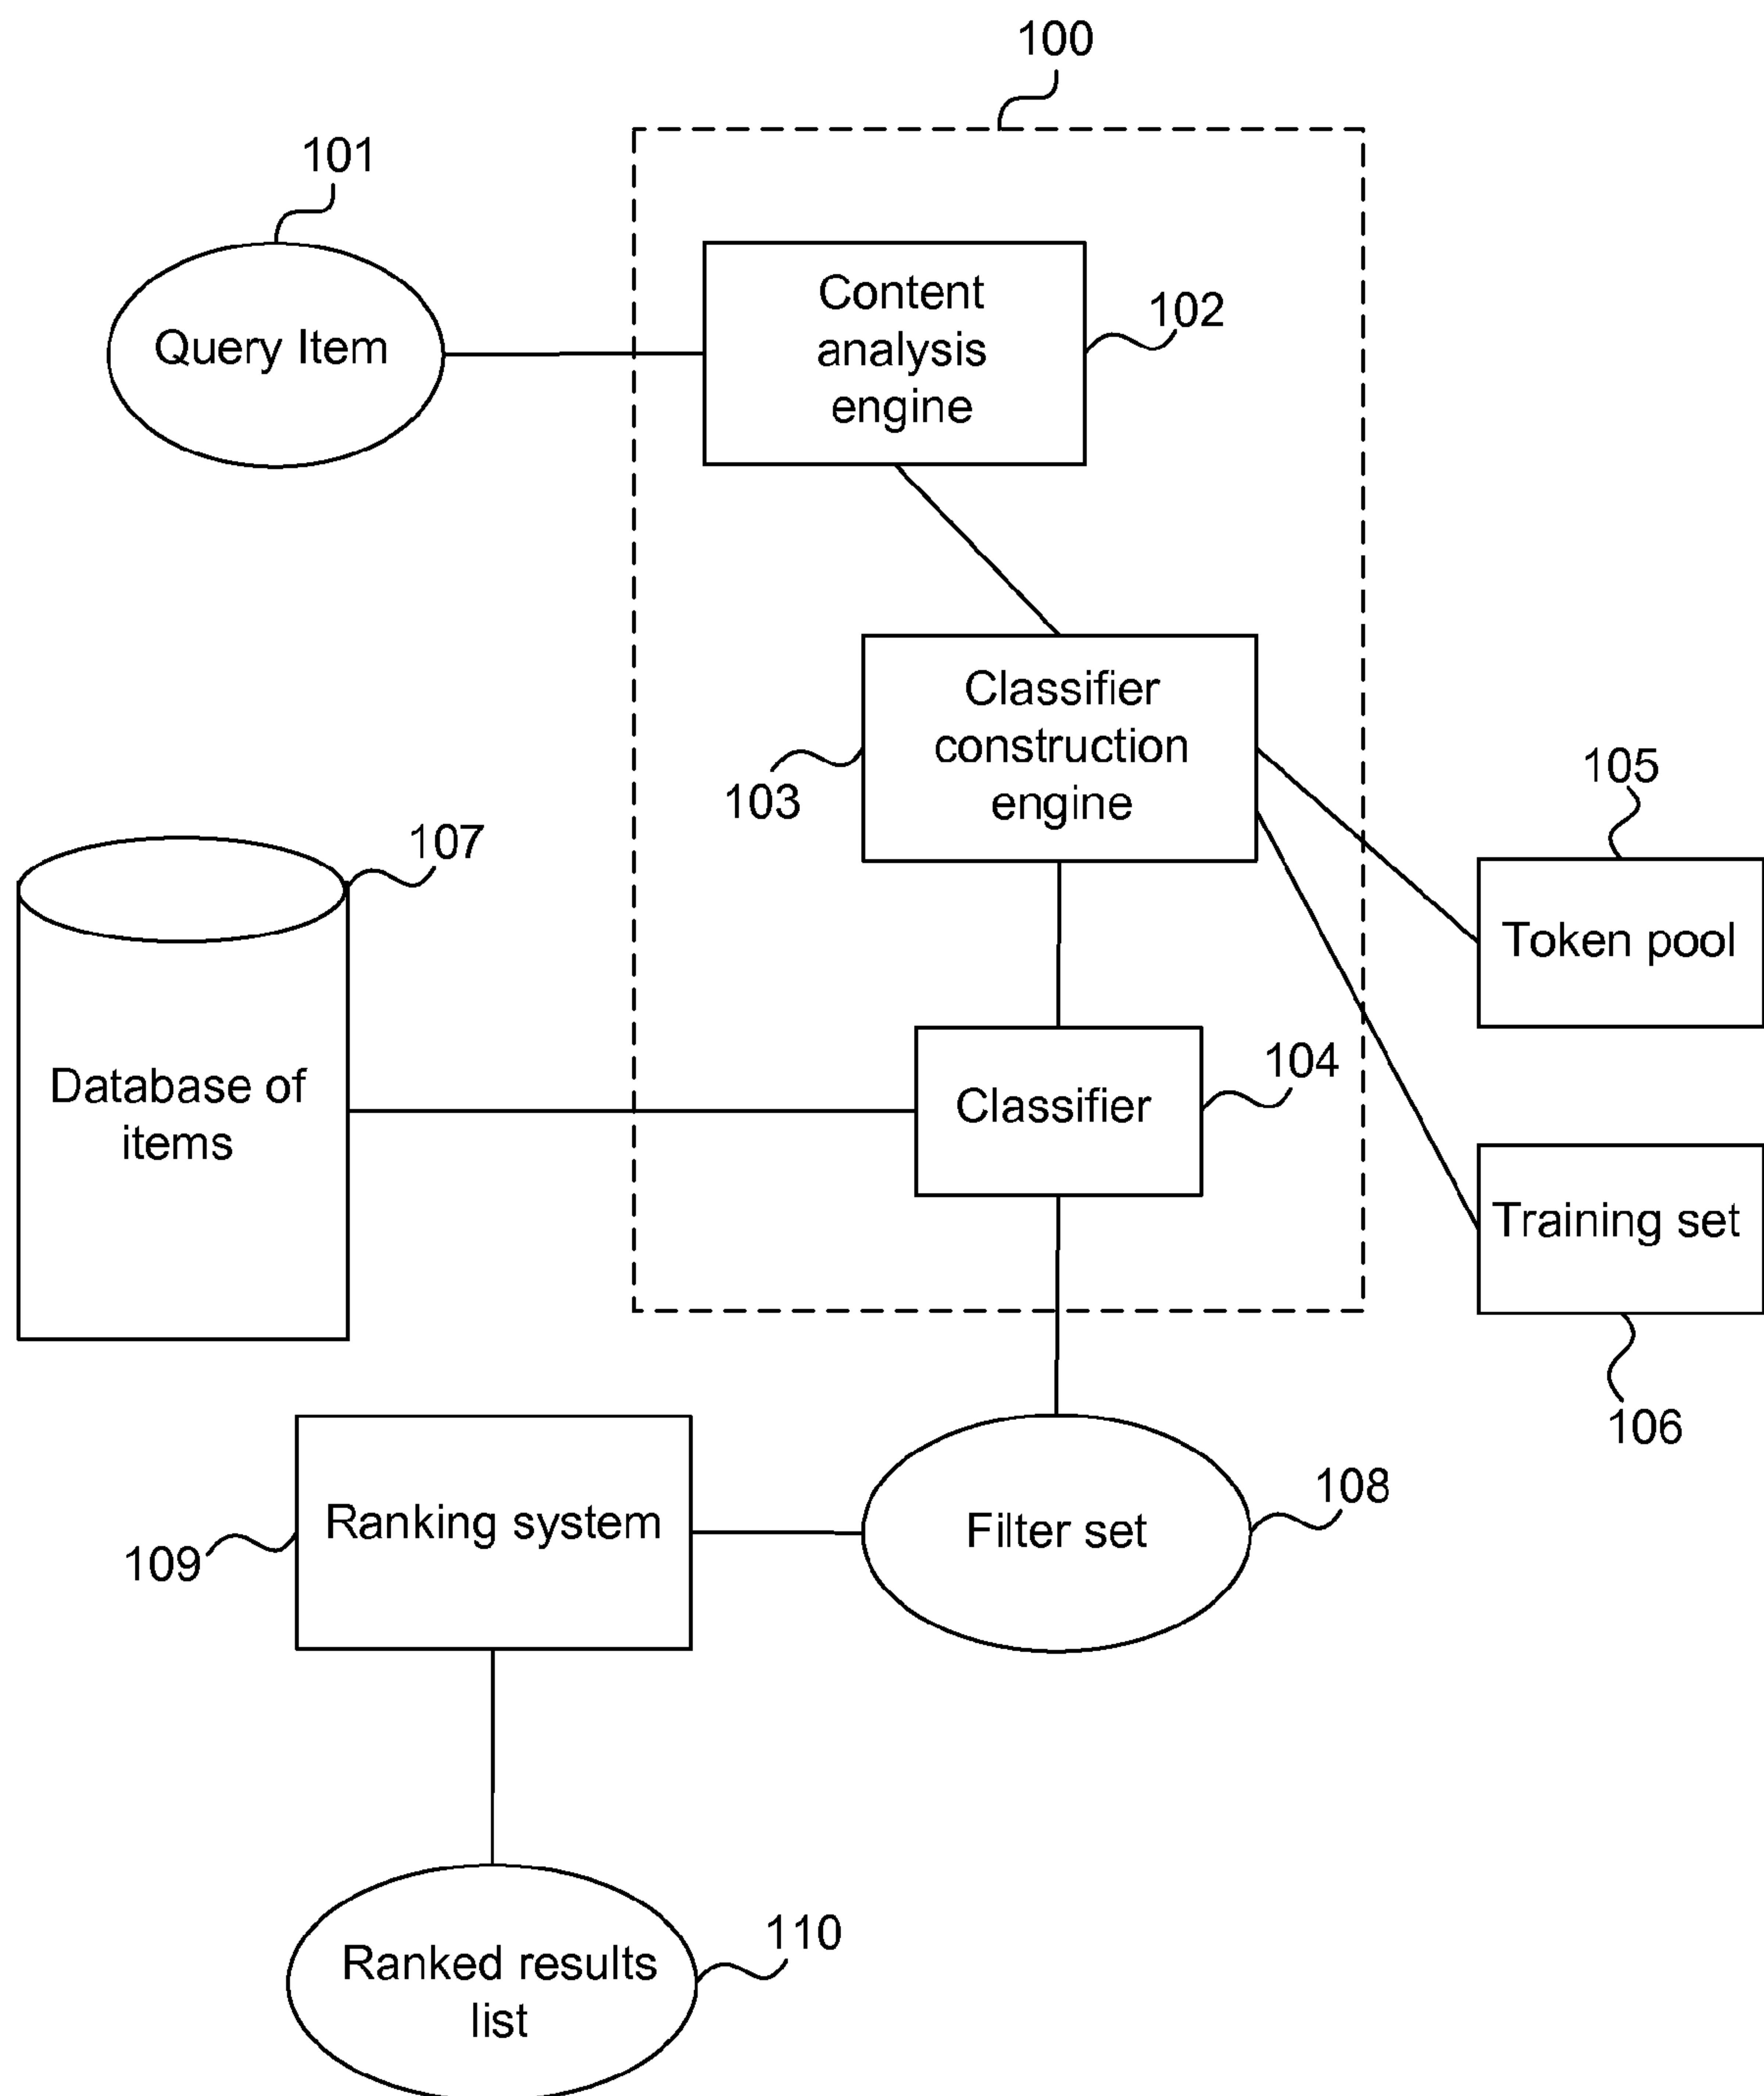 100
101
Query Item
Content
analysis
engine
102
Classifier
construction
engine
103
105
Token pool
107
Database of
items
Classifier
104
Training set
106
Ranking system
109
Filter set
108
Ranked results
list
110